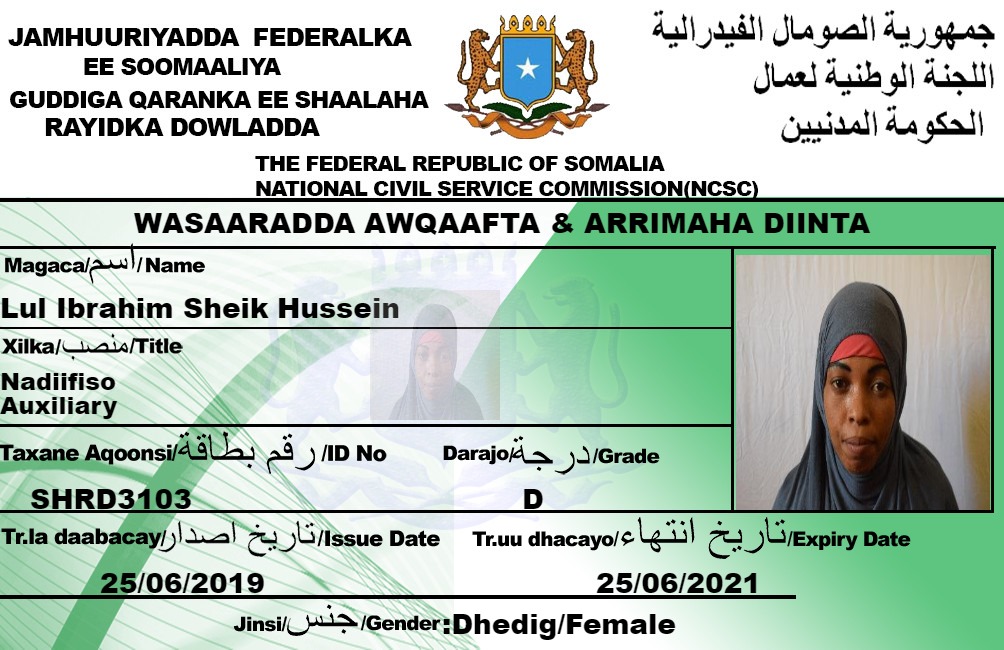 JAMHUURIYADDA FEDERALKA
EE SOOMAALIYA
GUDDIGA QARANKA EE SHAALAHA
RAYIDKA DOWLADDA
جمهورية الصومال الفيدرالية
اللجنة الوطنية لعمال
الحكومة المدنيين
THE FEDERAL REPUBLIC OF SOMALIA
NATIONAL CIVIL SERVICE COMMISSION(NCSC)
WASAARADDA AWQAAFTA & ARRIMAHA DIINTA
Magaca/اسم/Name
Lul Ibrahim Sheik Hussein
Xilka/منصب/Title
Nadiifiso
Auxiliary
Taxane Aqoonsi/رقم بطاقة/ID No
SHRD3103
Darajo/درجة/Grade
D
Tr.la daabacay/تاريخ اصدار/Issue Date
25/06/2019
Tr.uu dhacayo/تاريخ انتهاء/Expiry Date
25/06/2021
Jinsi/جنس/Gender:Dhedig/Female